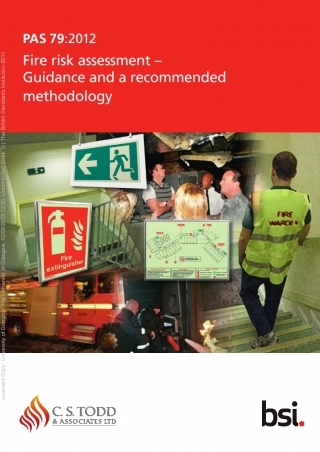 PAS 79:2012
Fire risk assessment –
Guidance and a recommended
methodology
FIRE
WARDEN
Fire
extinguisher
C.S.TODD
& ASSOCIATES LTD
bsi.